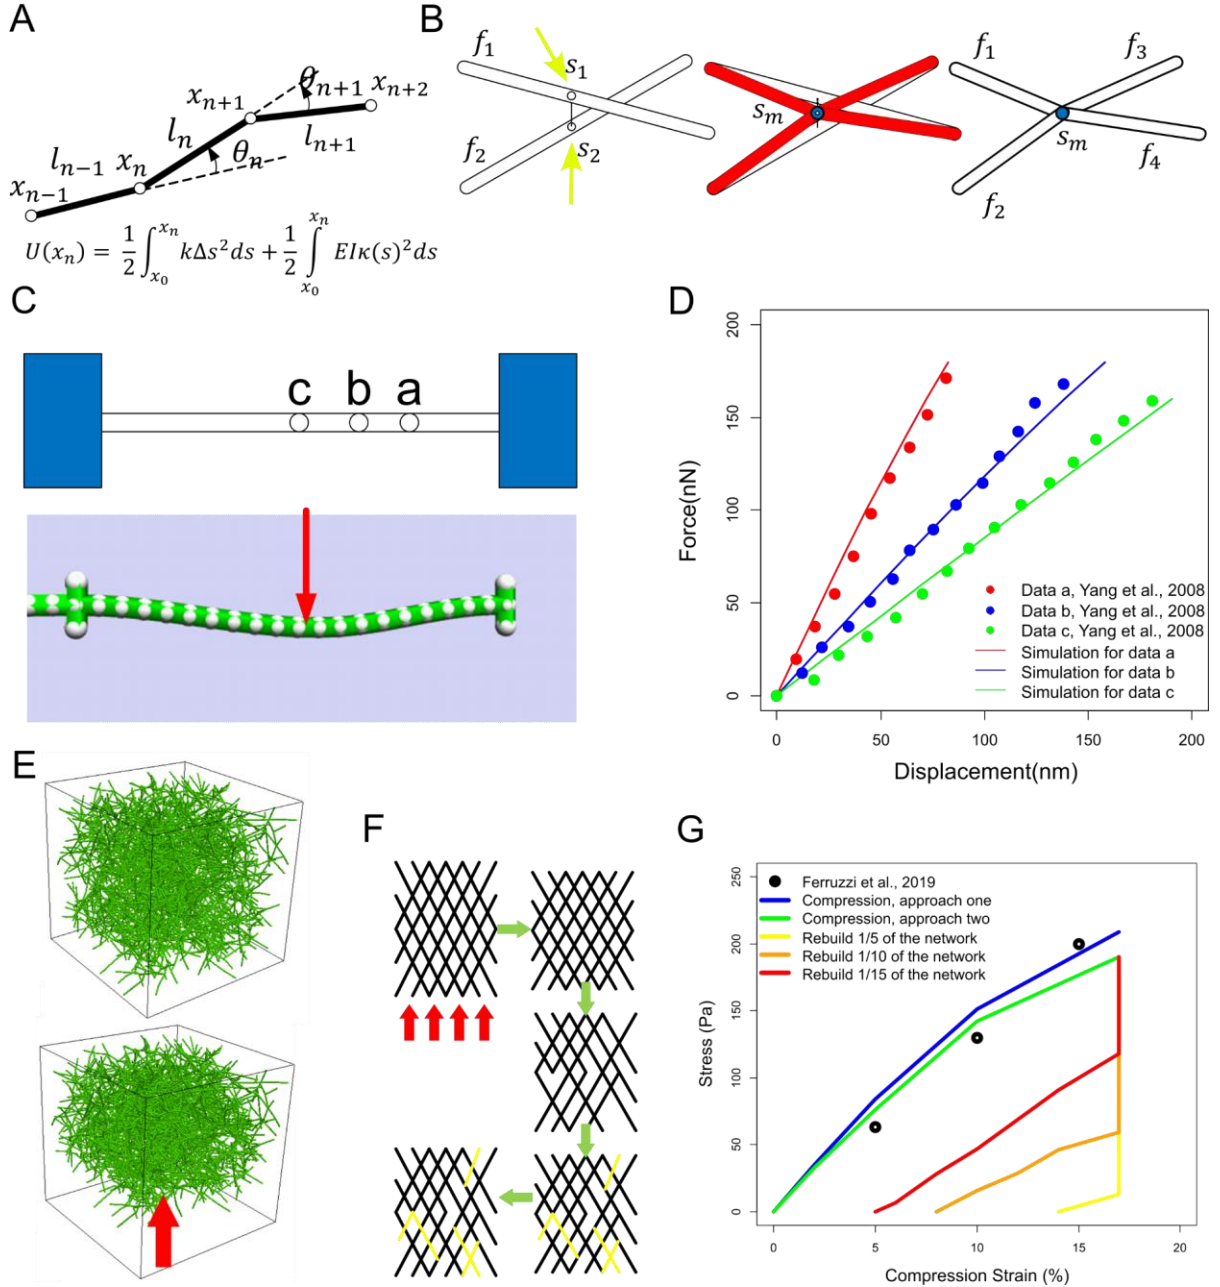 A
θ_{n+1}
x_{n+2}
x_{n+1}
l_n
l_{n+1}
l_{n-1}
x_n
θ_n
x_{n-1}
U(x_n) = \frac{1}{2} \int_{x_0}^{x_n} kΔs^2 ds + \frac{1}{2} \int_{x_0}^{x_n} EIκ(s)^2 ds
B
f_1
s_1
f_2
s_2
s_m
f_1
f_3
s_m
f_4
f_2
C
c b a
D
Force(nN)
200
150
100
50
0
Data a, Yang et al., 2008
Data b, Yang et al., 2008
Data c, Yang et al., 2008
Simulation for data a
Simulation for data b
Simulation for data c
0 50 100 150 200
Displacement(nm)
E
F
G
Stress (Pa)
250
200
150
100
50
0
Ferruzzi et al., 2019
Compression, approach one
Compression, approach two
Rebuild 1/5 of the network
Rebuild 1/10 of the network
Rebuild 1/15 of the network
0 5 10 15 20
Compression Strain (%)